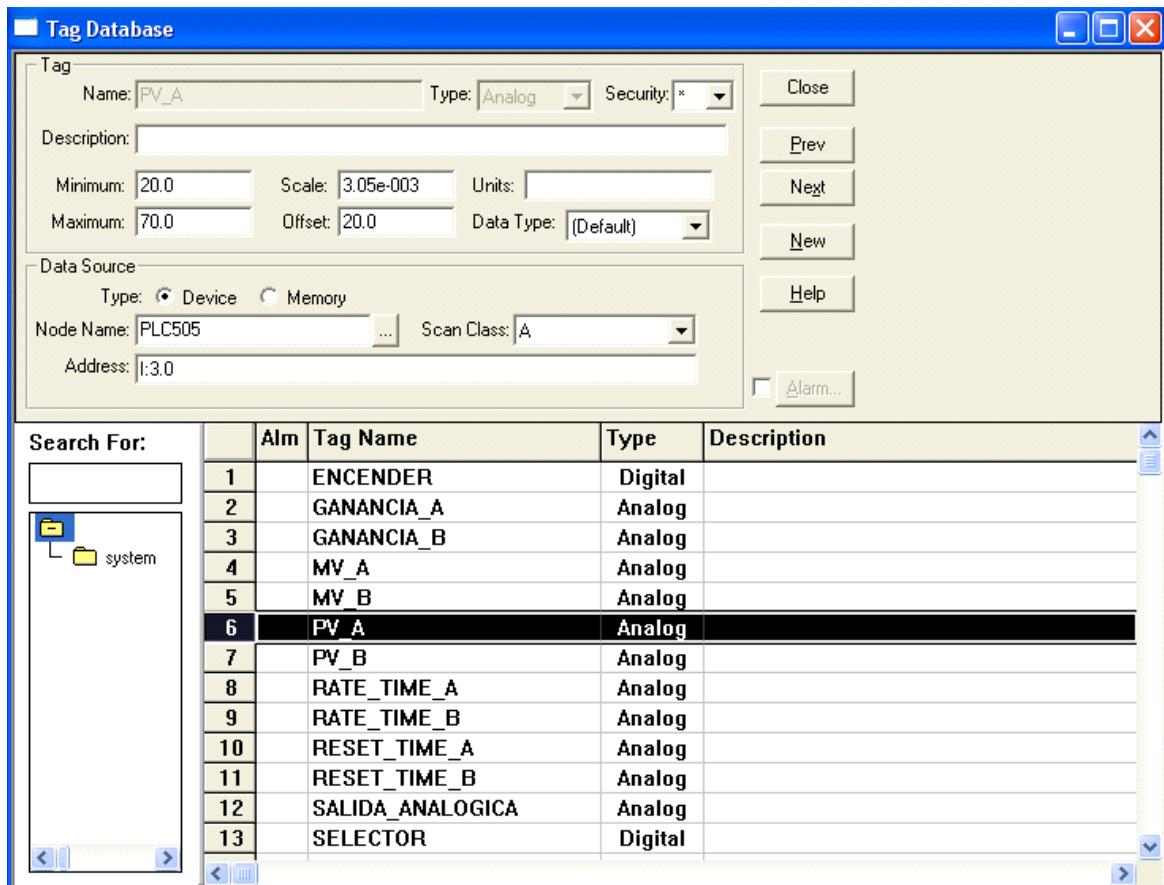 Tag Database
Tag
Name: PV_A Type: Analog Security: *
Close
Description:
Prev
Minimum: 20.0 Scale: 3.05e-003 Units:
Next
Maximum: 70.0 Offset: 20.0 Data Type: (Default)
New
Data Source
Type: Device Memory
Help
Node Name: PLC505 ... Scan Class: A
Address: I:3.0
Alarm...
Search For:
system
Alm Tag Name Type Description
1 ENCENDER Digital
2 GANANCIA_A Analog
3 GANANCIA_B Analog
4 MV_A Analog
5 MV_B Analog
6 PV_A Analog
7 PV_B Analog
8 RATE_TIME_A Analog
9 RATE_TIME_B Analog
10 RESET_TIME_A Analog
11 RESET_TIME_B Analog
12 SALIDA_ANALOGICA Analog
13 SELECTOR Digital